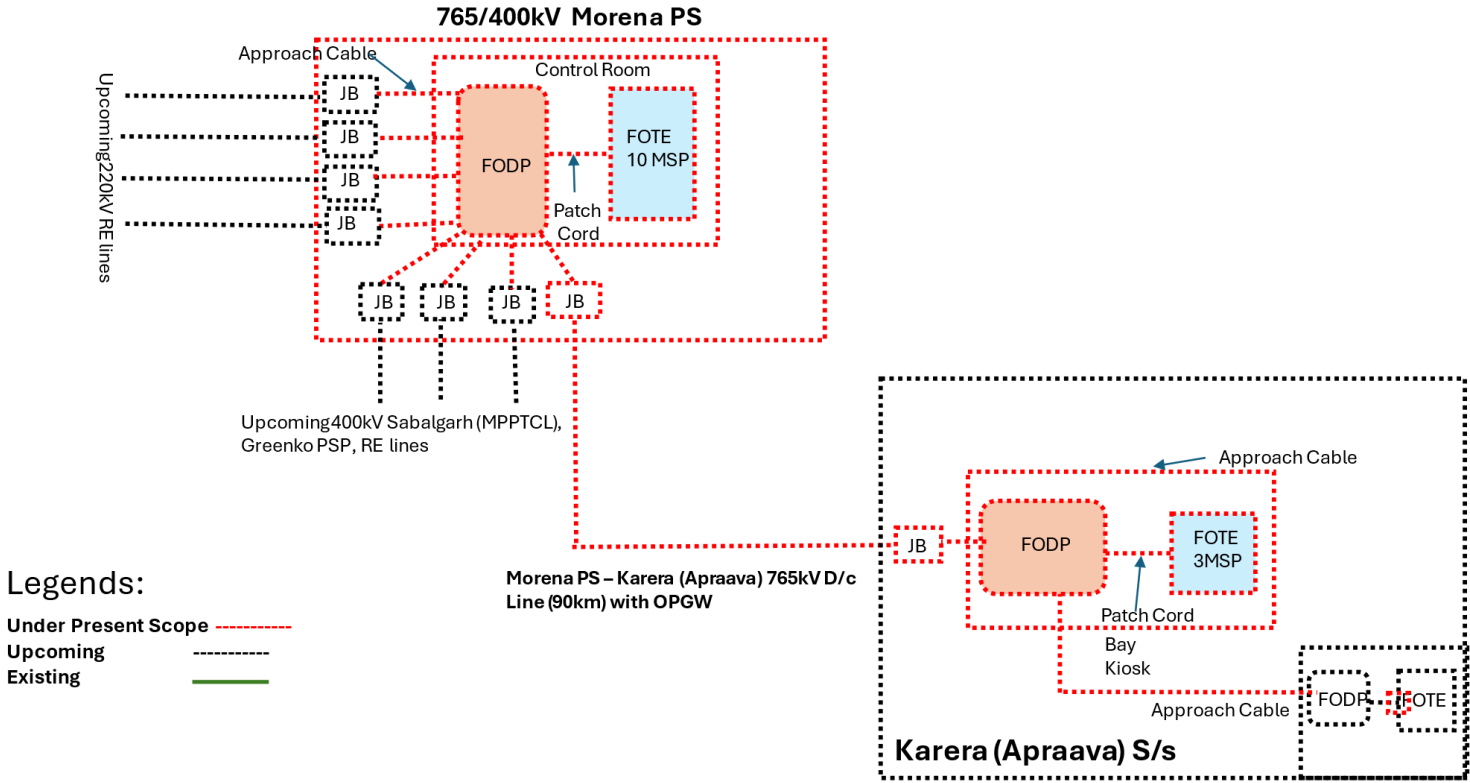 765/400kV Morena PS
Approach Cable
Control Room
Upcoming220kV RE lines
JB
JB
JB
JB
FODP
FOTE
10 MSP
Patch
Cord
JB
JB
JB
JB
Upcoming400kV Sabalgarh (MPPTCL),
Greenko PSP, RE lines
Approach Cable
JB
FODP
FOTE
3MSP
Morena PS – Karera (Apraava) 765kV D/c
Line (90km) with OPGW
Patch Cord
Bay
Kiosk
Legends:
Under Present Scope
Upcoming
Existing
FODP
FOTE
Approach Cable
Karera (Apraava) S/s